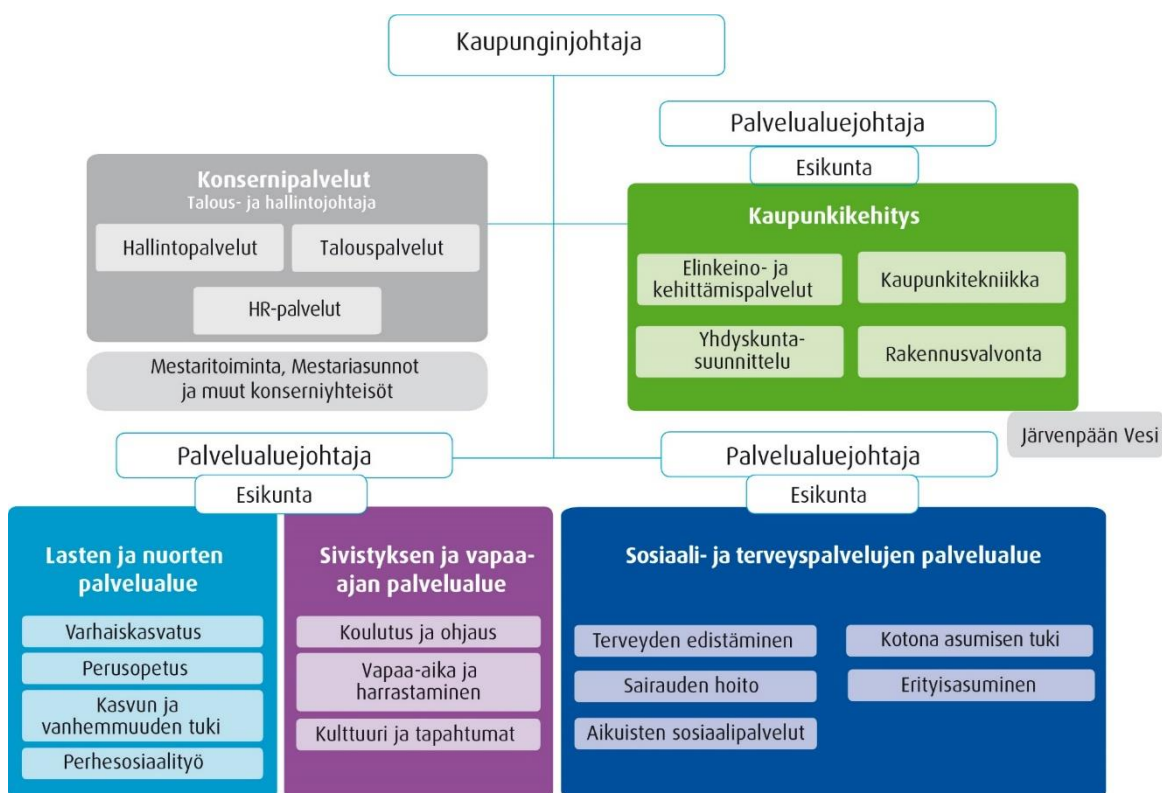 Kaupunginjohtaja
Palvelualuejohtaja
Esikunta
Konsernipalvelut
Talous- ja hallintojohtaja
Hallintopalvelut
Talouspalvelut
HR-palvelut
Mestaritoiminta, Mestariasunnot
ja muut konserniyhteisöt
Kaupunkikehitys
Elinkeino- ja
kehittämispalvelut
Kaupunkitekniikka
Yhdyskunta-
suunnittelu
Rakennusvalvonta
Järvenpään Vesi
Palvelualuejohtaja
Esikunta
Lasten ja nuorten
palvelualue
Varhaiskasvatus
Perusopetus
Kasvun ja
vanhemmuuden tuki
Perhesosiaalityö
Sivistyksen ja vapaa-
ajan palvelualue
Koulutus ja ohjaus
Vapaa-aika ja
harrastaminen
Kulttuuri ja tapahtumat
Palvelualuejohtaja
Esikunta
Sosiaali- ja terveyspalvelujen palvelualue
Terveyden edistäminen
Kotona asumisen tuki
Sairauden hoito
Erityisasuminen
Aikuisten sosiaalipalvelut